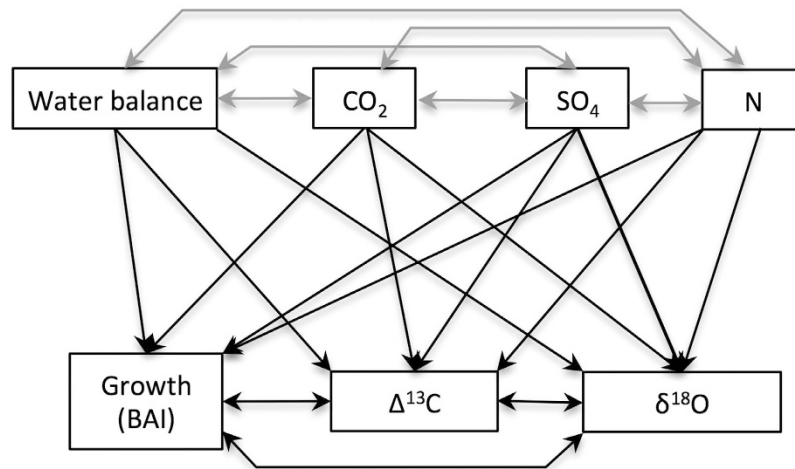 Water balance
CO₂
SO₄
N
Growth
(BAI)
Δ¹³C
δ¹⁸O